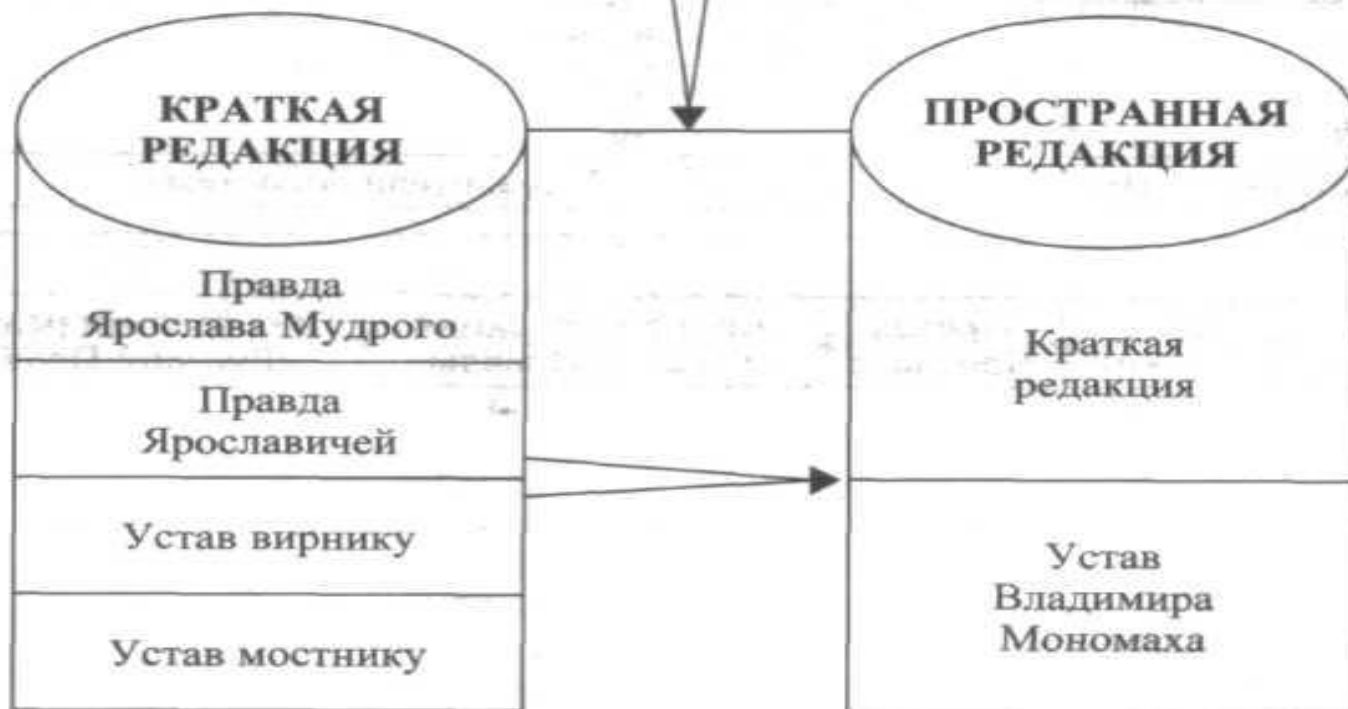 КРАТКАЯ
РЕДАКЦИЯ
Правда
Ярослава Мудрого
Правда
Ярославичей
Устав вирнику
Устав мостнику
ПРОСТРАННАЯ
РЕДАКЦИЯ
Краткая
редакция
Устав
Владимира
Мономаха